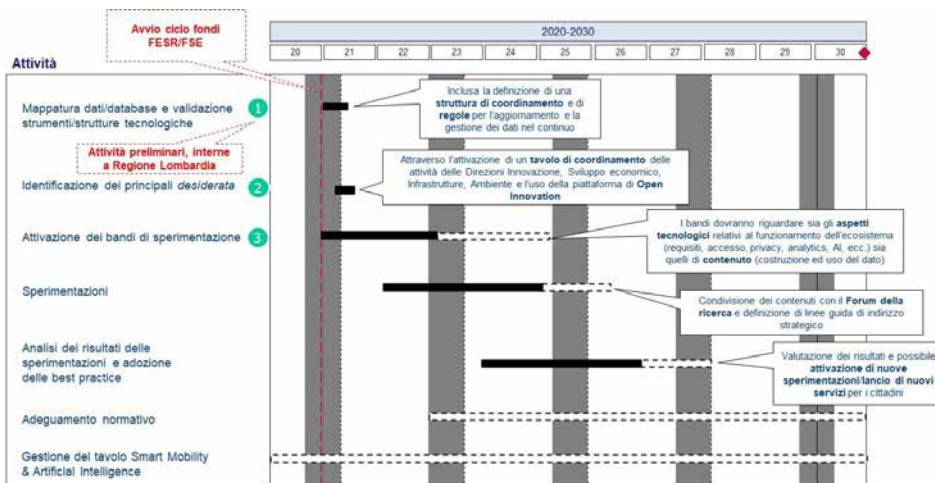 Avvio ciclo fondi
FESR/FSE
2020-2030
20 21 22 23 24 25 26 27 28 29 30
Attività
Mappatura dati/database e validazione
strumenti/strutture tecnologiche
1
Inclusa la definizione di una
struttura di coordinamento e di
regole per l'aggiornamento e la
gestione dei dati nel continuo
Attività preliminari, interne
a Regione Lombardia
Identificazione dei principali desiderata
2
Attraverso l'attivazione di un tavolo di coordinamento delle
attività delle Direzioni Innovazione, Sviluppo economico,
Infrastrutture, Ambiente e l'uso della piattaforma di Open
Innovation
Attivazione dei bandi di sperimentazione
3
I bandi dovranno riguardare sia gli aspetti
tecnologici relativi al funzionamento dell'ecosistema
(requisiti, accesso, privacy, analytics, AI, ecc.) sia
quelli di contenuto (costruzione ed uso del dato)
Sperimentazioni
Condivisione dei contenuti con il Forum della
ricerca e definizione di linee guida di indirizzo
strategico
Analisi dei risultati delle
sperimentazioni e adozione
delle best practice
Valutazione dei risultati e possibile
attivazione di nuove
sperimentazioni/lancio di nuovi
servizi per i cittadini
Adeguamento normativo
Gestione del tavolo Smart Mobility
& Artificial Intelligence